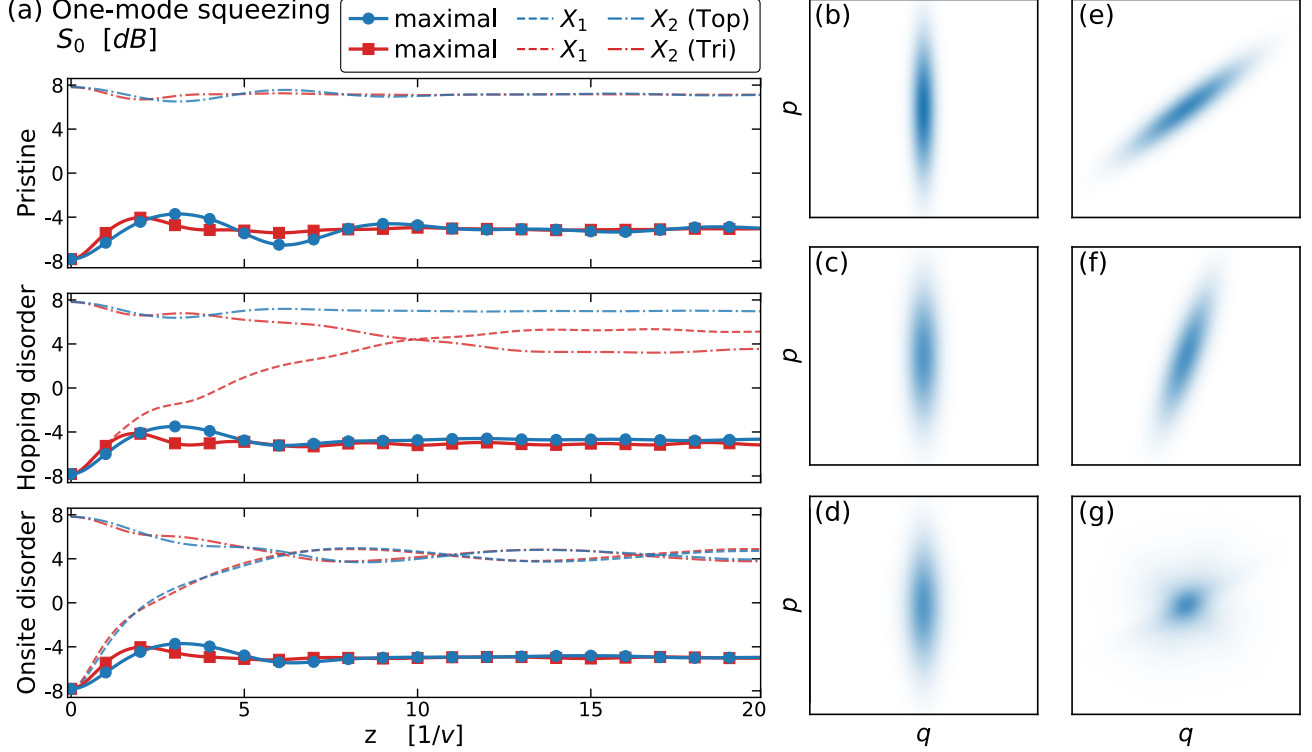 (a) One-mode squeezing
S₀ [dB]
maximal X₁ X₂ (Top)
maximal X₁ X₂ (Tri)
Pristine
8
4
0
-4
-8
Hopping disorder
8
4
0
-4
-8
Onsite disorder
8
4
0
-4
-8
0 5 10 15 20
z [1/v]
(b)
p
(e)
(c)
p
(f)
(d)
p
q
(g)
q